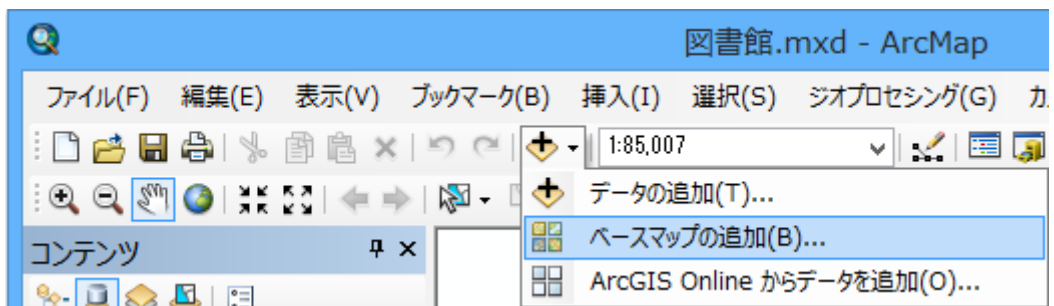 図書館.mxd - ArcMap
ファイル(F) 編集(E) 表示(V) ブックマーク(B) 挿入(I) 選択(S) ジオプロセシング(G) カ
1:85,007
データの追加(T)...
ベースマップの追加(B)...
コンテンツ
ArcGIS Online からデータを追加(O)...